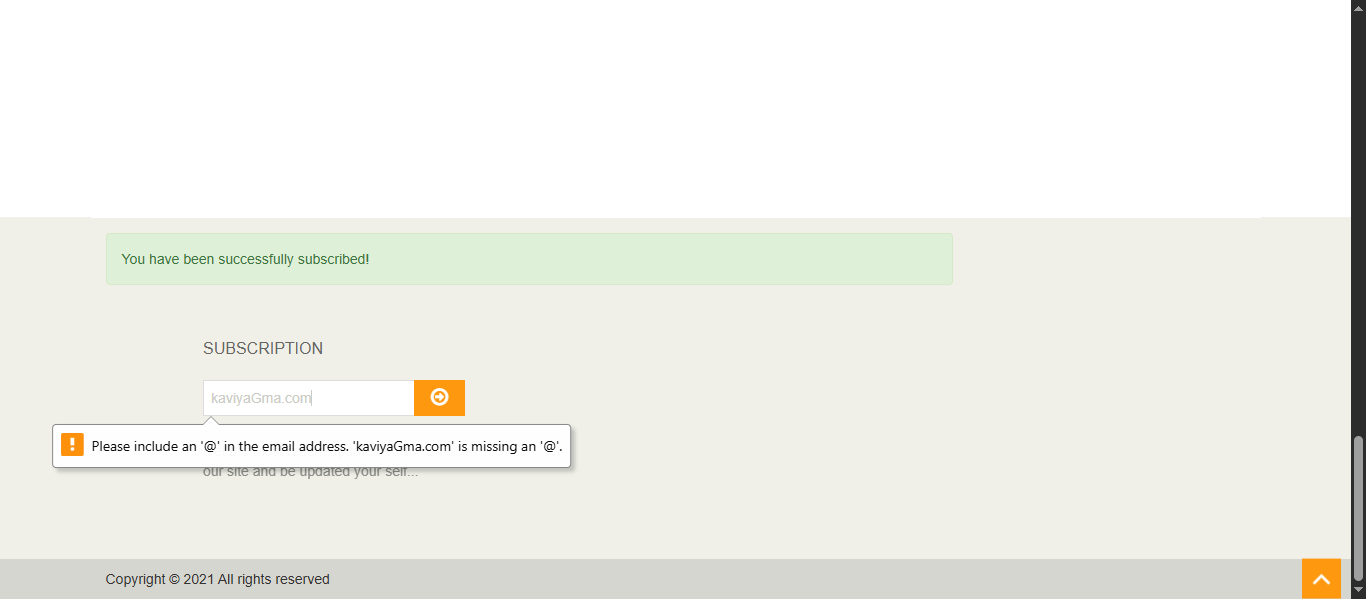 You have been successfully subscribed!
SUBSCRIPTION
kaviyaGma.com
Please include an '@' in the email address. 'kaviyaGma.com' is missing an '@'.
our site and be updated your self...
Copyright © 2021 All rights reserved